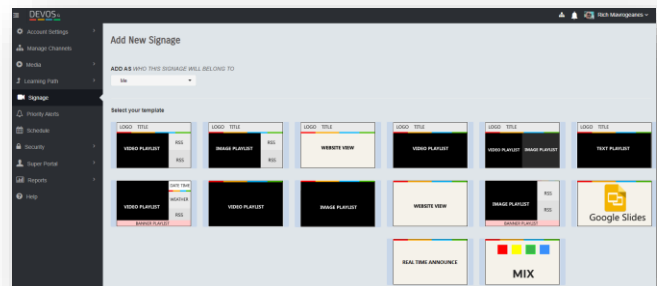 DEVOS
Rich Mavrogeanes
Account Settings
Manage Channels
Media
Learning Path
Signage
Priority Alerts
Schedule
Security
Super Portal
Reports
Help
Add New Signage
ADD AS WHO THIS SIGNAGE WILL BELONG TO
Me
Select your template
LOGO TITLE
VIDEO PLAYLIST
RSS
RSS
LOGO TITLE
IMAGE PLAYLIST
RSS
RSS
LOGO TITLE
WEBSITE VIEW
LOGO TITLE
VIDEO PLAYLIST
LOGO TITLE
VIDEO PLAYLIST IMAGE PLAYLIST
LOGO TITLE
TEXT PLAYLIST
VIDEO PLAYLIST
DATE TIME
WEATHER
RSS
BANNER PLAYLIST
VIDEO PLAYLIST
IMAGE PLAYLIST
WEBSITE VIEW
IMAGE PLAYLIST
RSS
RSS
BANNER PLAYLIST
Google Slides
REAL TIME ANNOUNCE
MIX